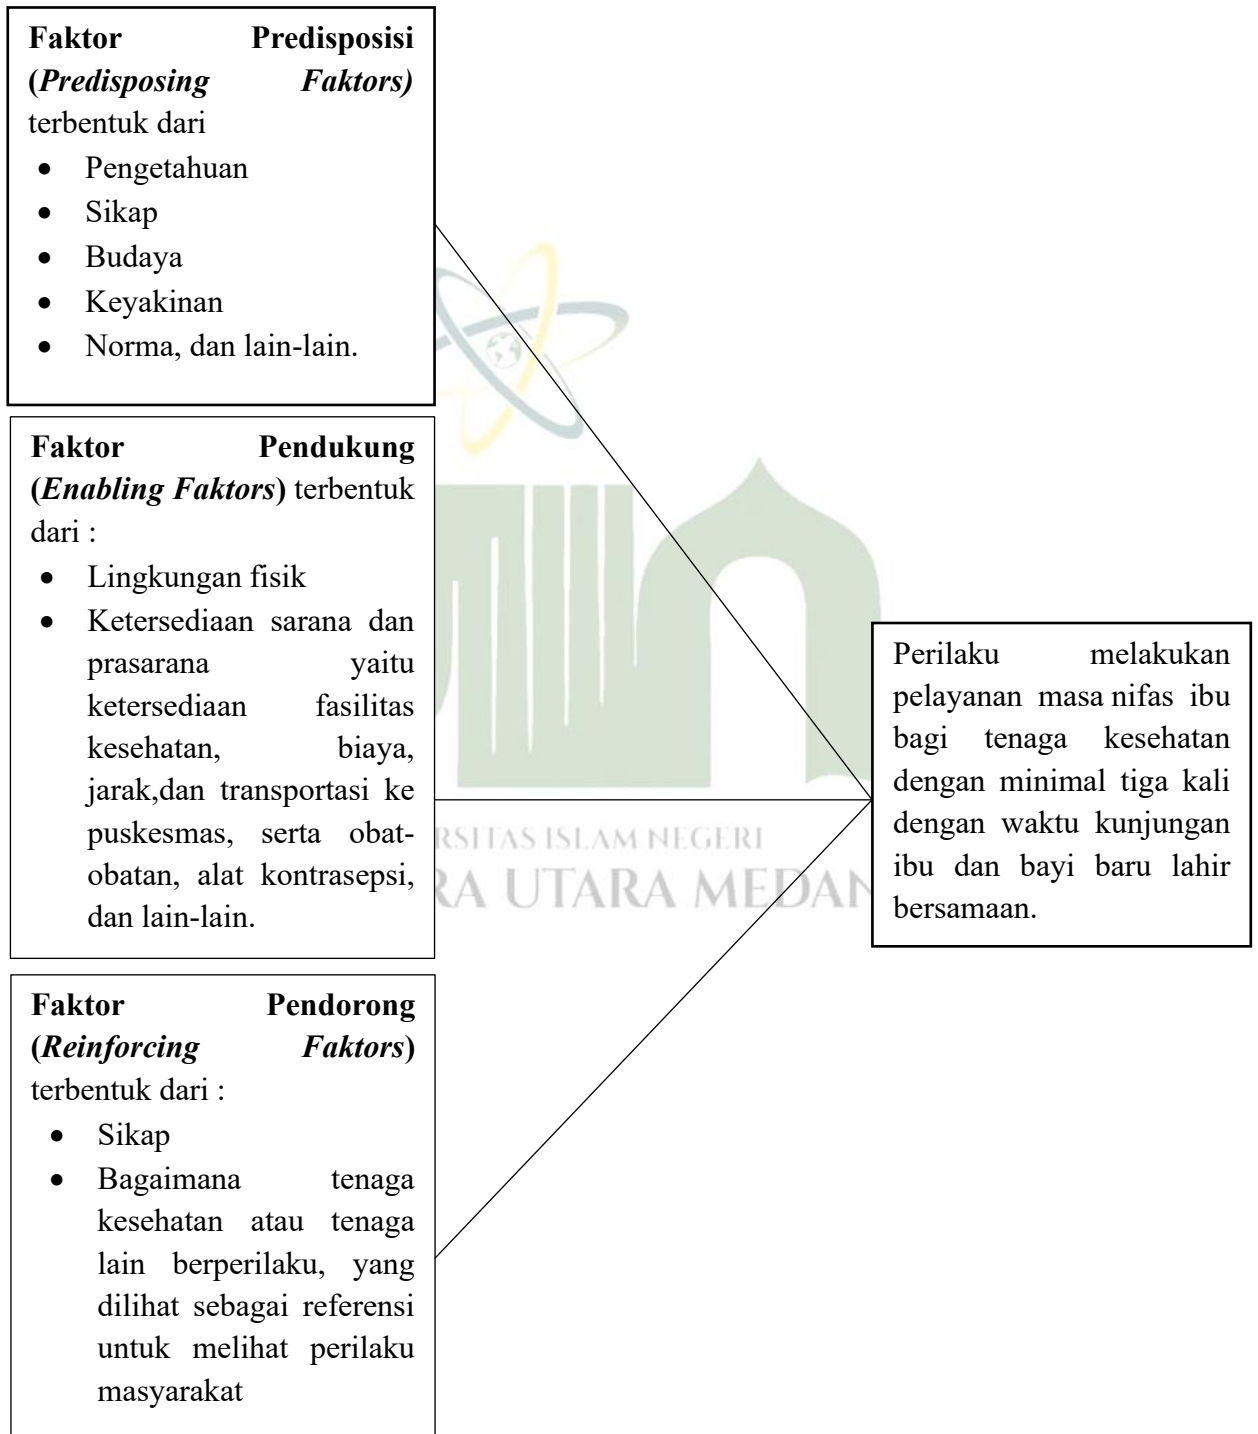 Faktor Predisposisi
(Predisposing Faktors)
terbentuk dari
• Pengetahuan
• Sikap
• Budaya
• Keyakinan
• Norma, dan lain-lain.
Faktor Pendukung
(Enabling Faktors) terbentuk
dari :
• Lingkungan fisik
• Ketersediaan sarana dan
prasarana yaitu
ketersediaan fasilitas
kesehatan, biaya,
jarak,dan transportasi ke
puskesmas, serta obat-
obatan, alat kontrasepsi,
dan lain-lain.
Faktor Pendorong
(Reinforcing Faktors)
terbentuk dari :
• Sikap
• Bagaimana tenaga
kesehatan atau tenaga
lain berperilaku, yang
dilihat sebagai referensi
untuk melihat perilaku
masyarakat
Perilaku melakukan
pelayanan masa nifas ibu
bagi tenaga kesehatan
dengan minimal tiga kali
dengan waktu kunjungan
ibu dan bayi baru lahir
bersamaan.
ISLAM NEGERI
UTARA MEDAN